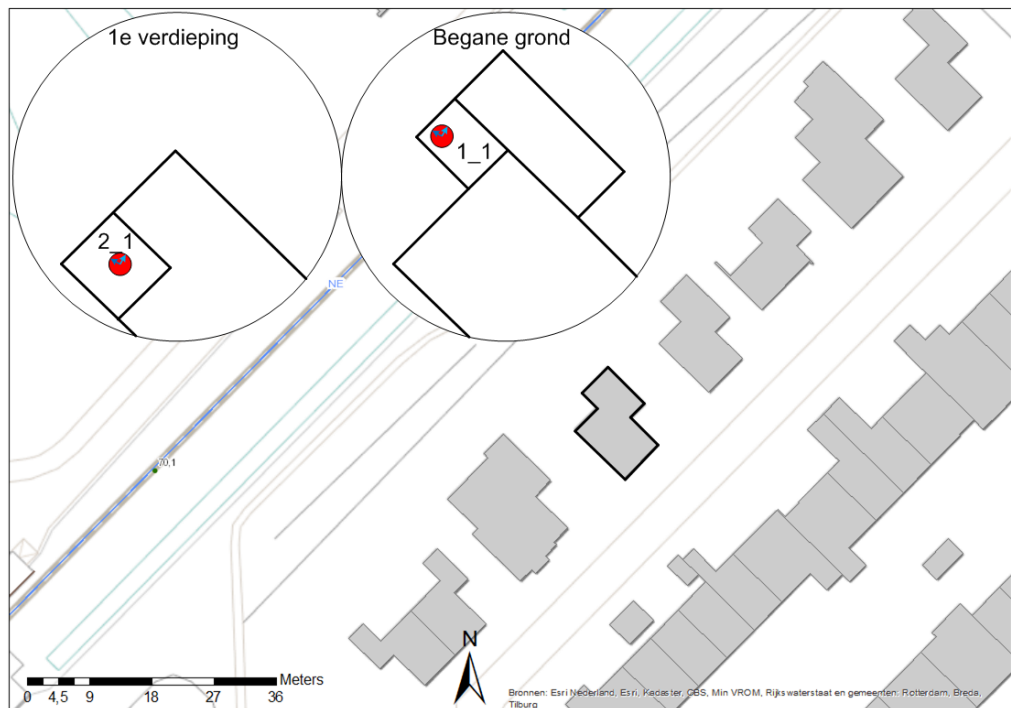 1e verdieping
Begane grond
1_1
2_1
NE
70,1
N
Meters
0 4,5 9 18 27 36
Bronnen: Esri Nederland, Esri, Kadaster, CBS, Min VROM, Rijkswaterstaat en gemeenten: Rotterdam, Breda,
Tilburg